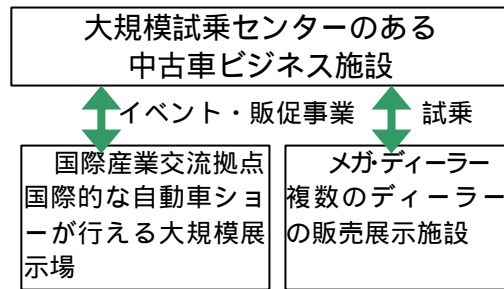 大規模試乗センターのある
中古車ビジネス施設
イベント・販促事業
試乗
国際産業交流拠点
国際的な自動車ショ
ーが行える大規模展
示場
メガ・ディーラー
複数のディーラー
の販売展示施設